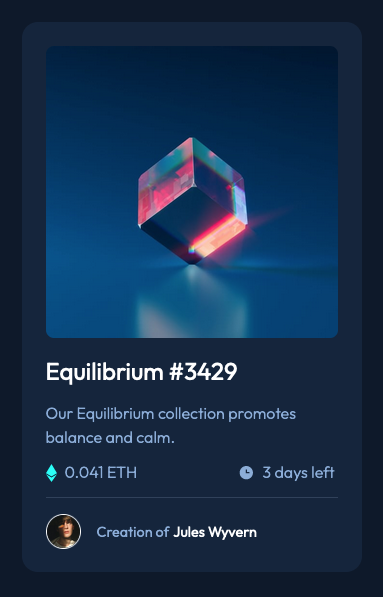 Equilibrium #3429
Our Equilibrium collection promotes
balance and calm.
0.041 ETH
3 days left
Creation of Jules Wyvern